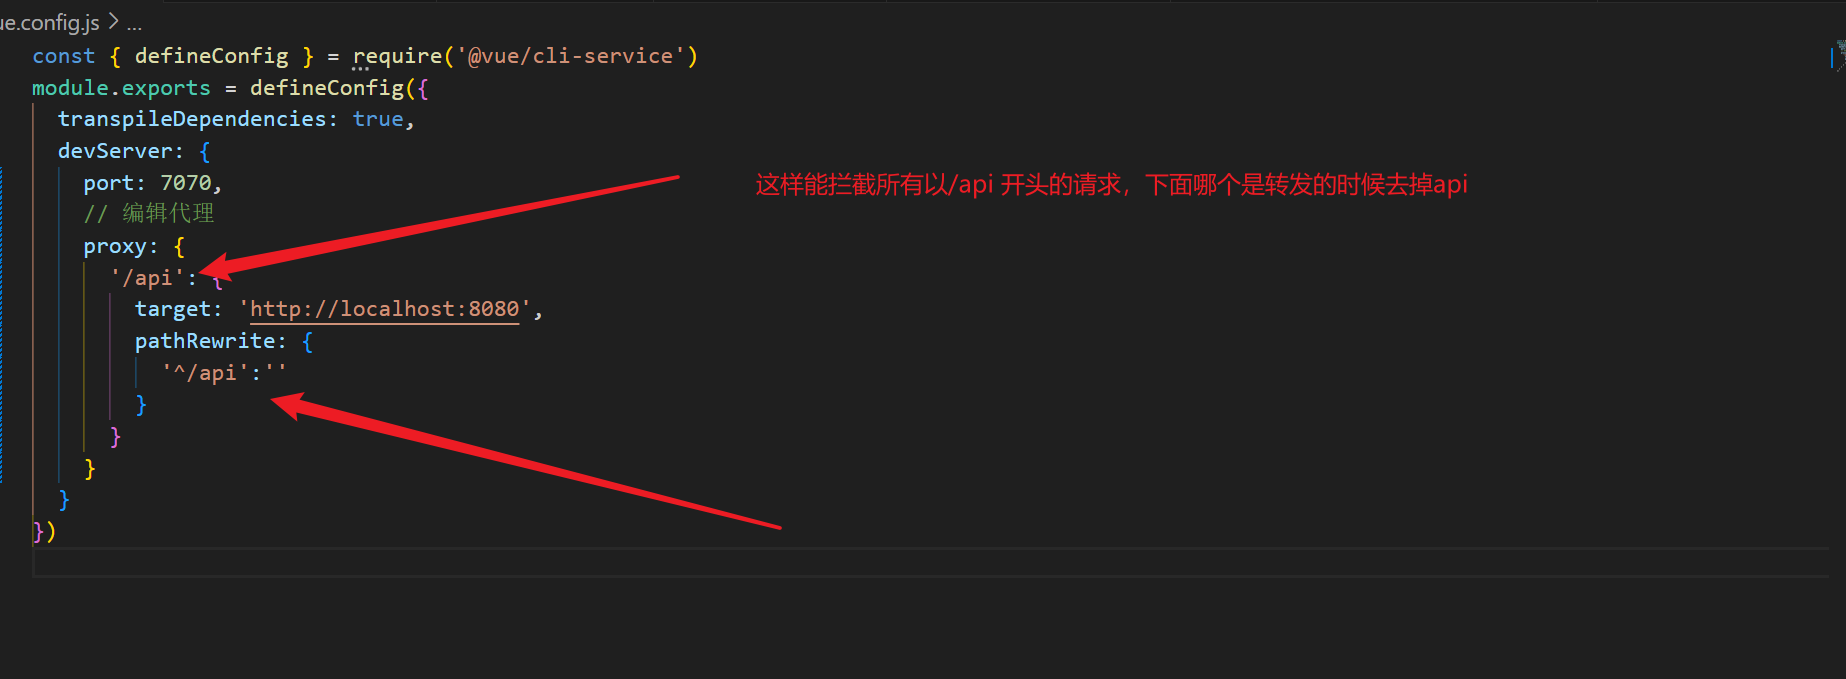 ue.config.js > ...
const { defineConfig } = require('@vue/cli-service')
module.exports = defineConfig({
transpileDependencies: true,
devServer: {
port: 7070,
这样能拦截所有以/api 开头的请求，下面哪个是转发的时候去掉api
// 编辑代理
proxy: {
'/api': {
target: 'http://localhost:8080',
pathRewrite: {
'^/api':''
}
}
}
}
})